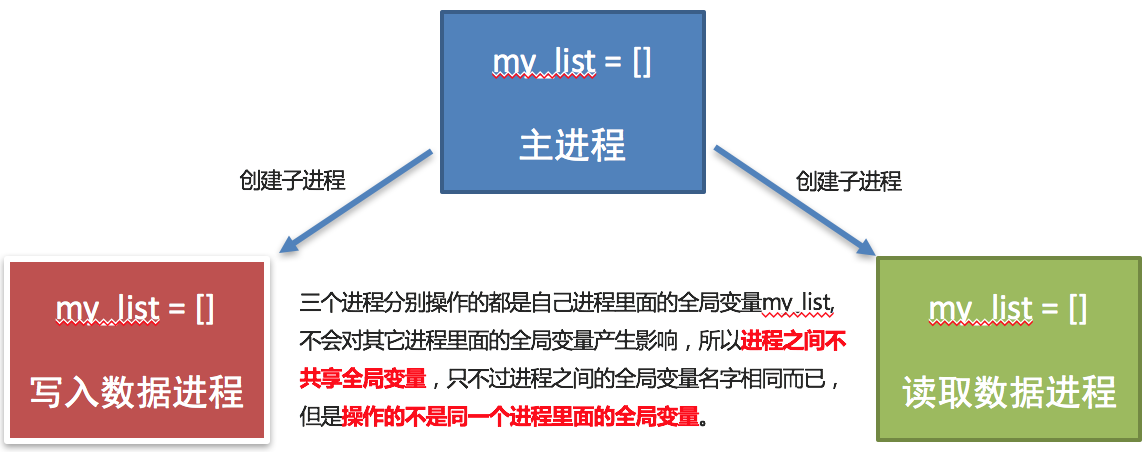 my_list = []
主进程
创建子进程
创建子进程
my_list = []
写入数据进程
三个进程分别操作的都是自己进程里面的全局变量my_list,
不会对其它进程里面的全局变量产生影响，所以进程之间不
共享全局变量，只不过进程之间的全局变量名字相同而已，
但是操作的不是同一个进程里面的全局变量。
my_list = []
读取数据进程